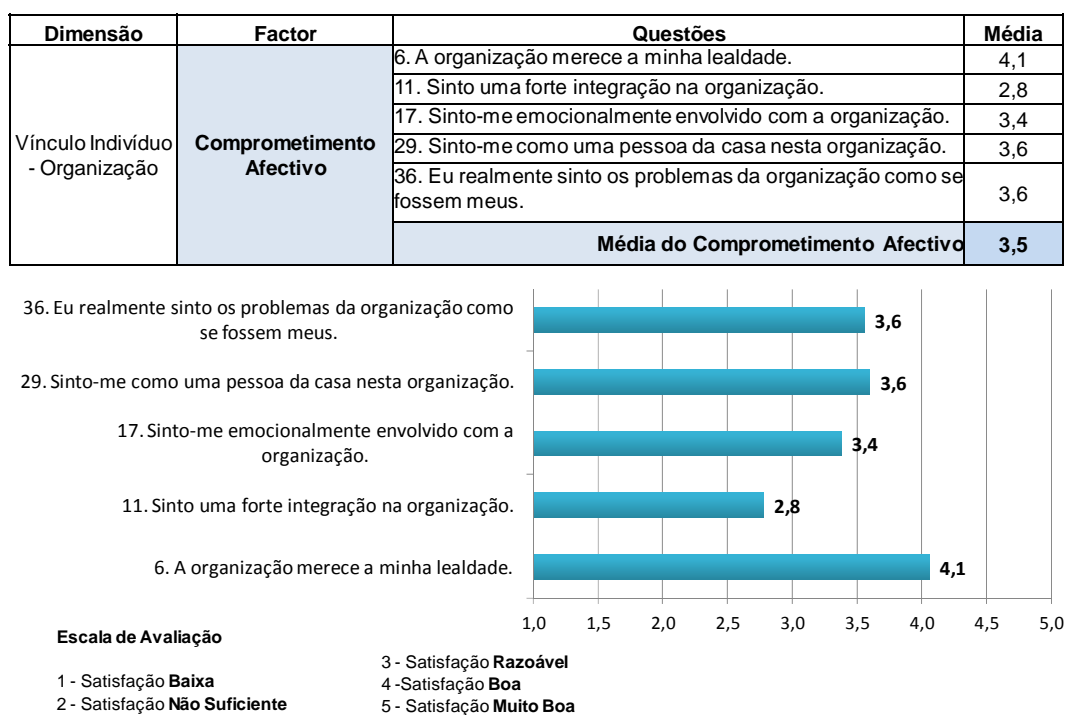 Dimensão Factor Questões Média
6. A organização merece a minha lealdade. 4,1
11. Sinto uma forte integração na organização. 2,8
17. Sinto-me emocionalmente envolvido com a organização. 3,4
Vínculo Indivíduo
- Organização
Comprometimento
Afectivo
29. Sinto-me como uma pessoa da casa nesta organização. 3,6
36. Eu realmente sinto os problemas da organização como se
fossem meus.
3,6
Média do Comprometimento Afectivo 3,5
36. Eu realmente sinto os problemas da organização como
se fossem meus.
3,6
29. Sinto-me como uma pessoa da casa nesta organização.
3,6
17. Sinto-me emocionalmente envolvido com a
organização.
3,4
11. Sinto uma forte integração na organização.
2,8
6. A organização merece a minha lealdade.
4,1
1,0 1,5 2,0 2,5 3,0 3,5 4,0 4,5 5,0
Escala de Avaliação
1 - Satisfação Baixa
2 - Satisfação Não Suficiente
3 - Satisfação Razoável
4 -Satisfação Boa
5 - Satisfação Muito Boa